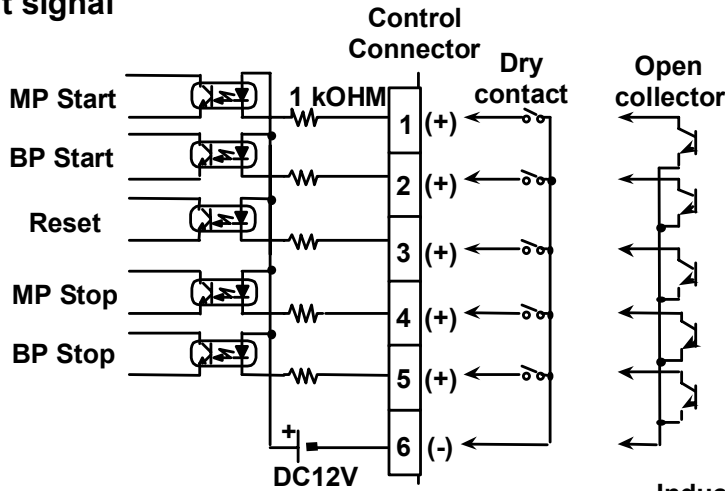 t signal
Control
Connector
Dry
contact
Open
collector
MP Start
1 kOHM
1 (+)
BP Start
2 (+)
Reset
3 (+)
MP Stop
4 (+)
BP Stop
5 (+)
+
6 (-)
DC12V
Indu